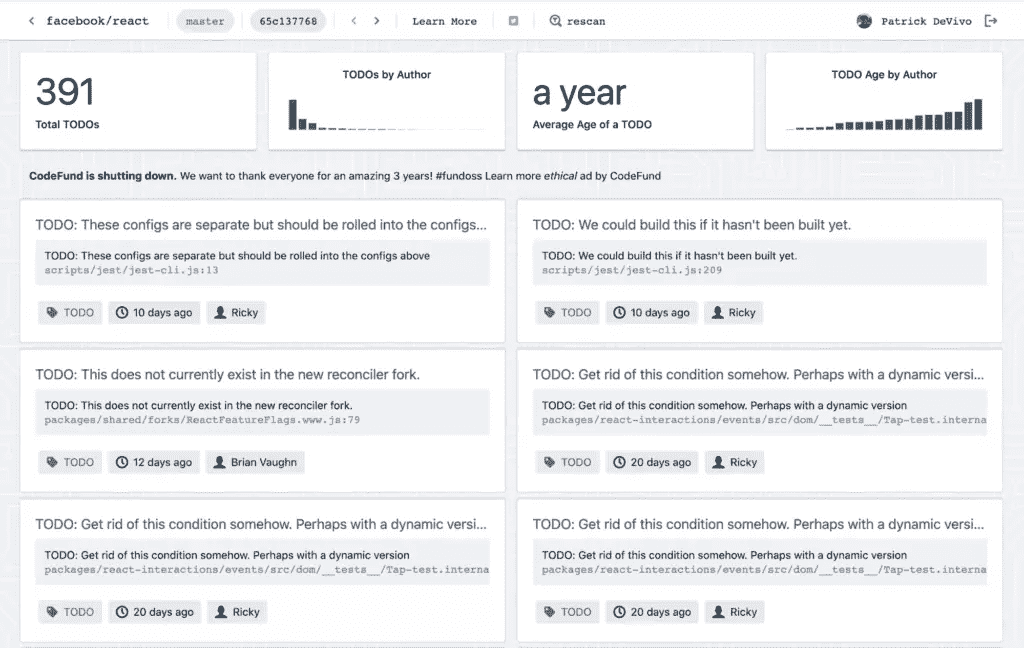 facebook/react master 65c137768 Learn More rescan Patrick DeVivo
391
Total TODOs
TODOs by Author
a year
Average Age of a TODO
TODO Age by Author
CodeFund is shutting down. We want to thank everyone for an amazing 3 years! #fundoss Learn more ethical ad by CodeFund
TODO: These configs are separate but should be rolled into the configs...
TODO: These configs are separate but should be rolled into the configs above
scripts/jest/jest-cli.js:13
TODO 10 days ago Ricky
TODO: We could build this if it hasn't been built yet.
TODO: We could build this if it hasn't been built yet.
scripts/jest/jest-cli.js:209
TODO 10 days ago Ricky
TODO: This does not currently exist in the new reconciler fork.
TODO: This does not currently exist in the new reconciler fork.
packages/shared/forks/ReactFeatureFlags.www.js:79
TODO 12 days ago Brian Vaughn
TODO: Get rid of this condition somehow. Perhaps with a dynamic versi...
TODO: Get rid of this condition somehow. Perhaps with a dynamic version
packages/react-interactions/events/src/dom/__tests__/Tap-test.interna
TODO 20 days ago Ricky
TODO: Get rid of this condition somehow. Perhaps with a dynamic versi...
TODO: Get rid of this condition somehow. Perhaps with a dynamic version
packages/react-interactions/events/src/dom/__tests__/Tap-test.interna
TODO 20 days ago Ricky
TODO: Get rid of this condition somehow. Perhaps with a dynamic versi...
TODO: Get rid of this condition somehow. Perhaps with a dynamic version
packages/react-interactions/events/src/dom/__tests__/Tap-test.interna
TODO 20 days ago Ricky